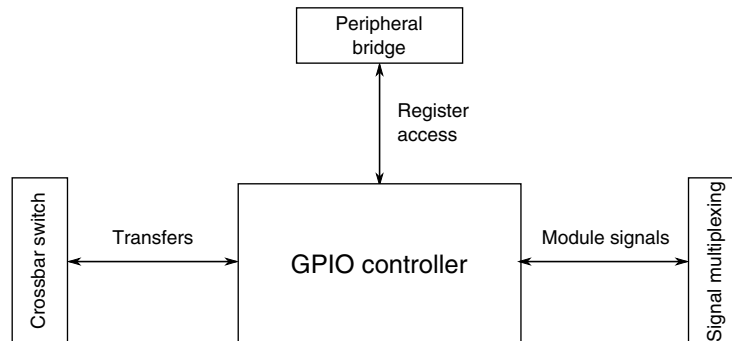 Peripheral
bridge
Register
access
Crossbar switch
Transfers
GPIO controller
Module signals
Signal multiplexing